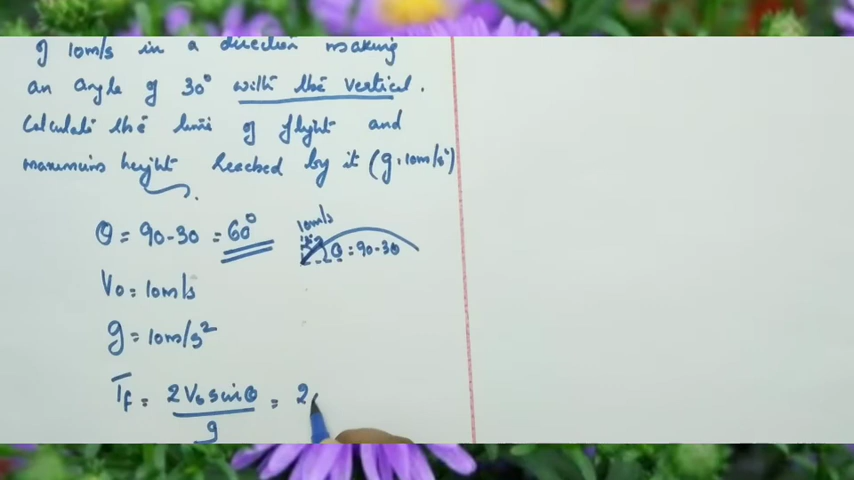 of 10m/s in a direction making
an angle of 30° with the vertical.
Calculate the time of flight and
maximum height reached by it (g = 10m/s²)
θ = 90-30 = 60°
10m/s
θ = 90-30
V₀ = 10m/s
g = 10m/s²
T_f = 2V₀ sinθ / g = 2